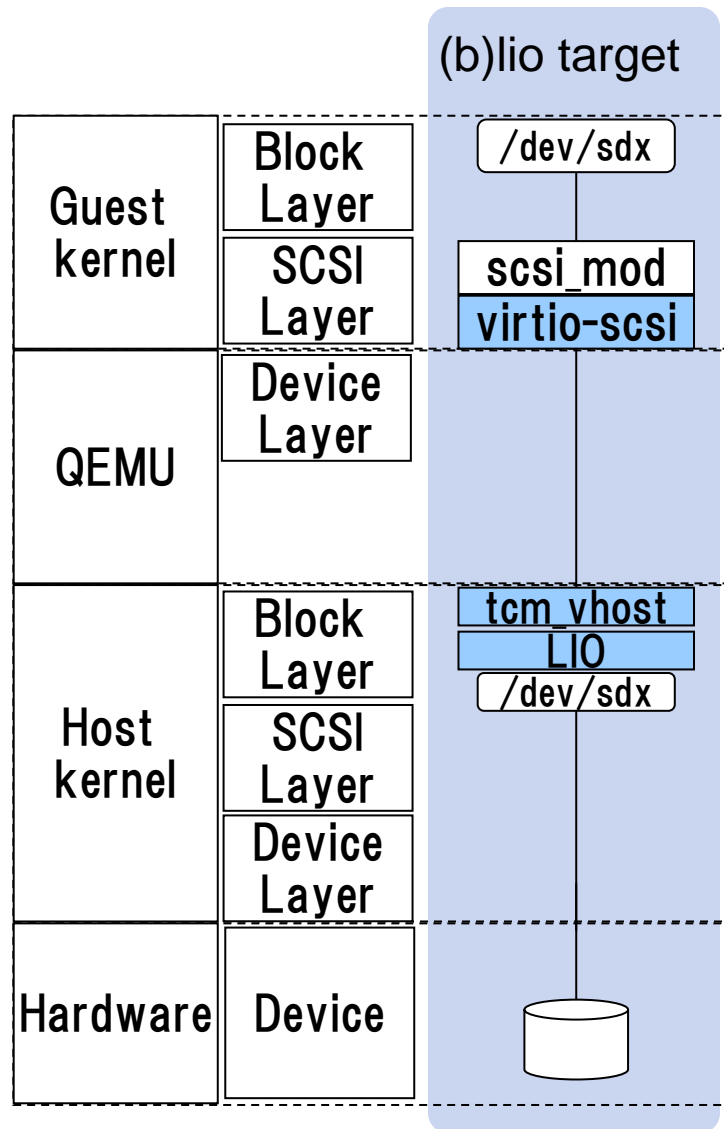 (b)lio target
Guest
kernel
Block
Layer
/dev/sdx
SCSI
Layer
scsi_mod
virtio-scsi
QEMU
Device
Layer
Host
kernel
Block
Layer
tcm_vhost
LIO
/dev/sdx
SCSI
Layer
Device
Layer
Hardware
Device